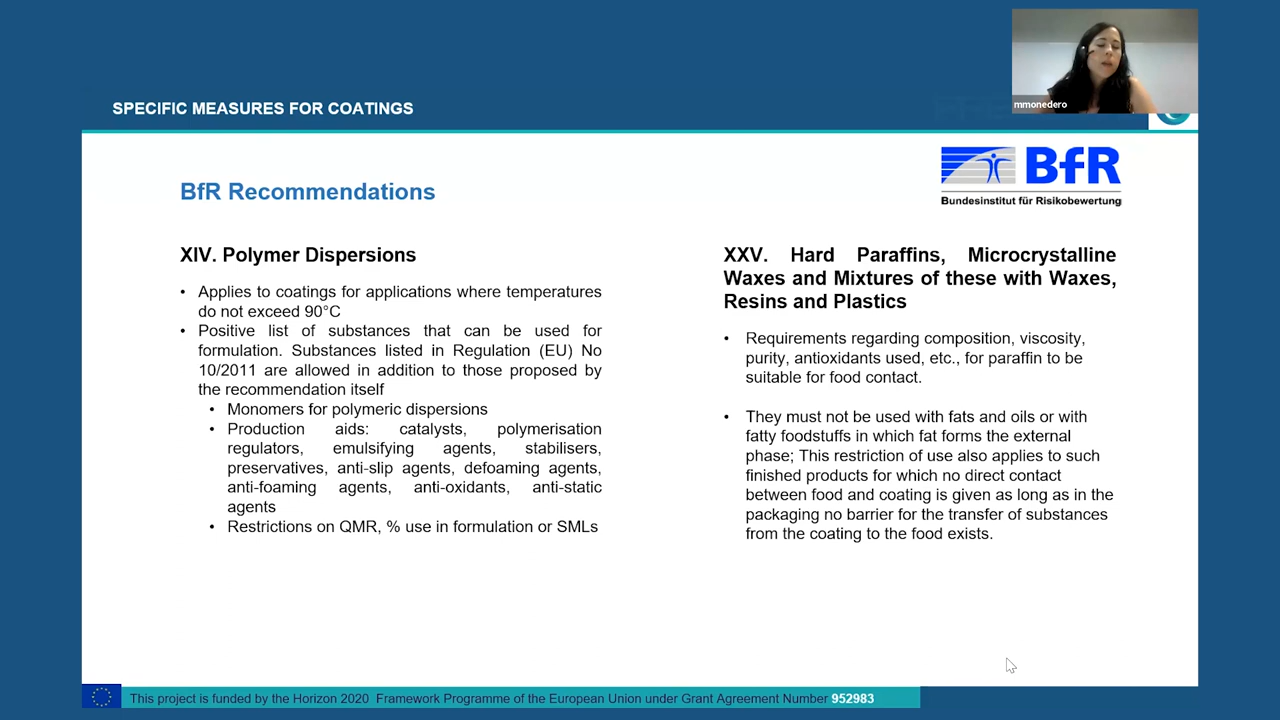 mmonedero
SPECIFIC MEASURES FOR COATINGS
BfR
Bundesinstitut für Risikobewertung
BfR Recommendations
XIV. Polymer Dispersions
• Applies to coatings for applications where temperatures
do not exceed 90°C
• Positive list of substances that can be used for
formulation. Substances listed in Regulation (EU) No
10/2011 are allowed in addition to those proposed by
the recommendation itself
• Monomers for polymeric dispersions
• Production aids: catalysts, polymerisation
regulators, emulsifying agents, stabilisers,
preservatives, anti-slip agents, defoaming agents,
anti-foaming agents, anti-oxidants, anti-static
agents
• Restrictions on QMR, % use in formulation or SMLs
XXV. Hard Paraffins, Microcrystalline
Waxes and Mixtures of these with Waxes,
Resins and Plastics
• Requirements regarding composition, viscosity,
purity, antioxidants used, etc., for paraffin to be
suitable for food contact.
• They must not be used with fats and oils or with
fatty foodstuffs in which fat forms the external
phase; This restriction of use also applies to such
finished products for which no direct contact
between food and coating is given as long as in the
packaging no barrier for the transfer of substances
from the coating to the food exists.
This project is funded by the Horizon 2020 Framework Programme of the European Union under Grant Agreement Number 952983